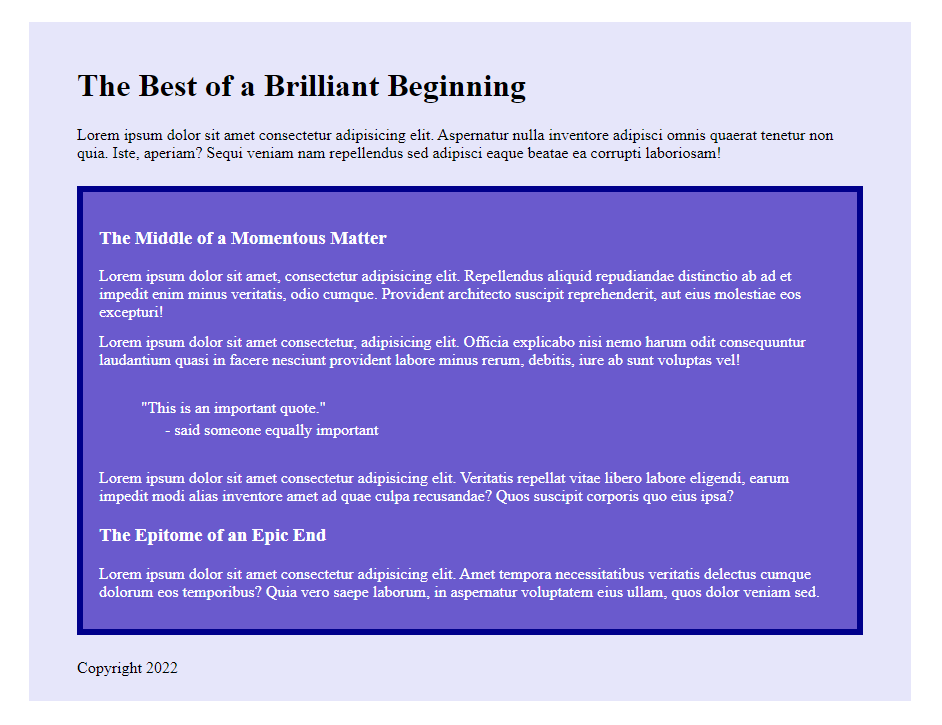 The Best of a Brilliant Beginning
Lorem ipsum dolor sit amet consectetur adipisicing elit. Aspernatur nulla inventore adipisci omnis quaerat tenetur non
quia. Iste, aperiam? Sequi veniam nam repellendus sed adipisci eaque beatae ea corrupti laboriosam!
The Middle of a Momentous Matter
Lorem ipsum dolor sit amet, consectetur adipisicing elit. Repellendus aliquid repudiandae distinctio ab ad et
impedit enim minus veritatis, odio cumque. Provident architecto suscipit reprehenderit, aut eius molestiae eos
excepturi!
Lorem ipsum dolor sit amet consectetur, adipisicing elit. Officia explicabo nisi nemo harum odit consequuntur
laudantium quasi in facere nesciunt provident labore minus rerum, debitis, iure ab sunt voluptas vel!
"This is an important quote."
- said someone equally important
Lorem ipsum dolor sit amet consectetur adipisicing elit. Veritatis repellat vitae libero labore eligendi, earum
impedit modi alias inventore amet ad quae culpa recusandae? Quos suscipit corporis quo eius ipsa?
The Epitome of an Epic End
Lorem ipsum dolor sit amet consectetur adipisicing elit. Amet tempora necessitatibus veritatis delectus cumque
dolorum eos temporibus? Quia vero saepe laborum, in aspernatur voluptatem eius ullam, quos dolor veniam sed.
Copyright 2022